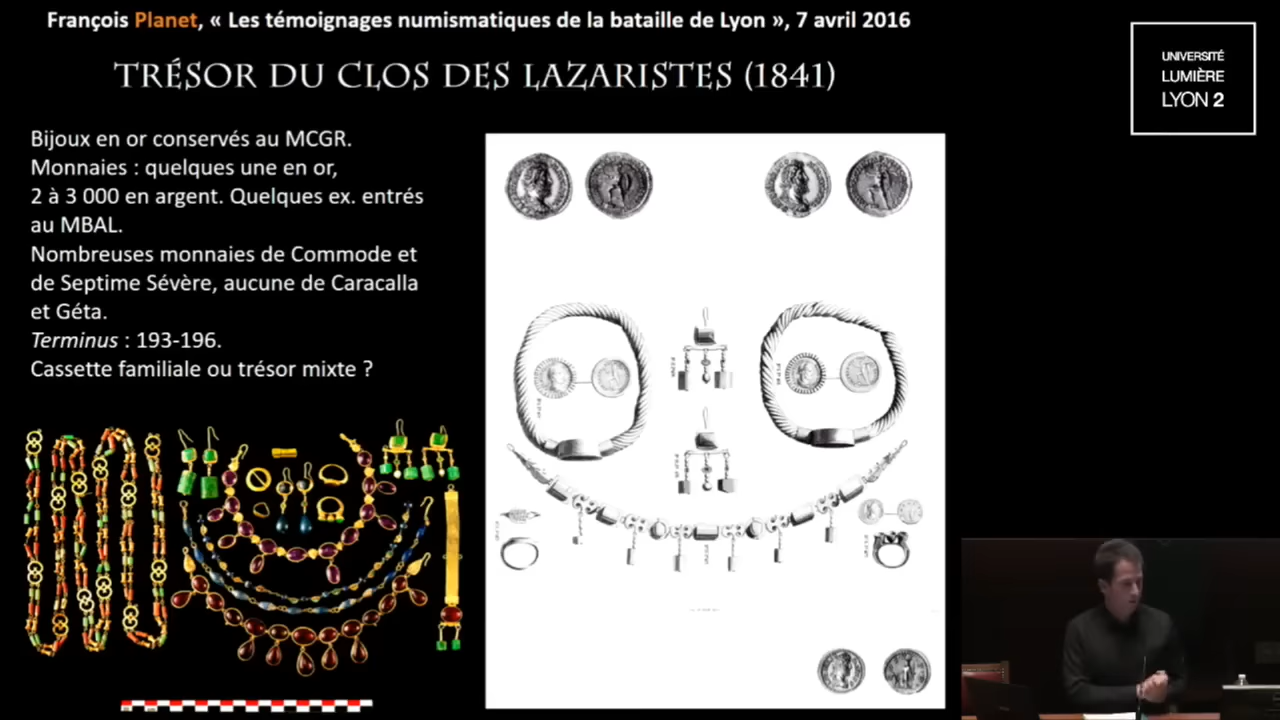 François Planet, « Les témoignages numismatiques de la bataille de Lyon », 7 avril 2016
TRÉSOR DU CLOS DES LAZARISTES (1841)
UNIVERSITÉ
LUMIÈRE
LYON 2
Bijoux en or conservés au MCGR.
Monnaies : quelques une en or,
2 à 3 000 en argent. Quelques ex. entrés
au MBAL.
Nombreuses monnaies de Commode et
de Septime Sévère, aucune de Caracalla
et Géta.
Terminus : 193-196.
Cassette familiale ou trésor mixte ?